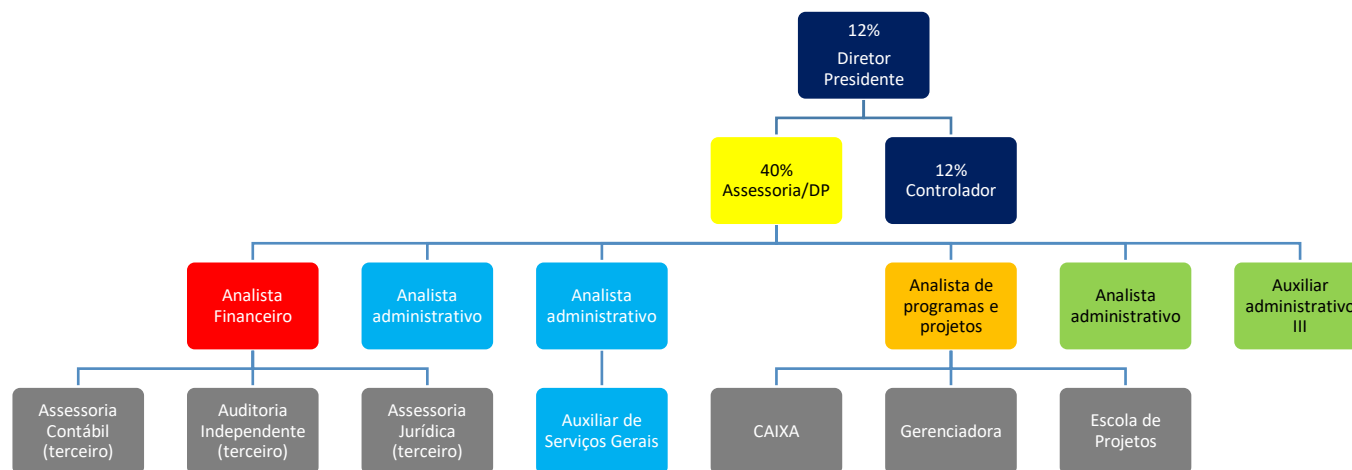 12%
Diretor
Presidente
40%
Assessoria/DP
12%
Controlador
Analista
Financeiro
Analista
administrativo
Analista
administrativo
Analista de
programas e
projetos
Analista
administrativo
Auxiliar
administrativo
III
Assessoria
Contábil
(terceiro)
Auditoria
Independente
(terceiro)
Assessoria
Jurídica
(terceiro)
Auxiliar de
Serviços Gerais
CAIXA
Gerenciadora
Escola de
Projetos